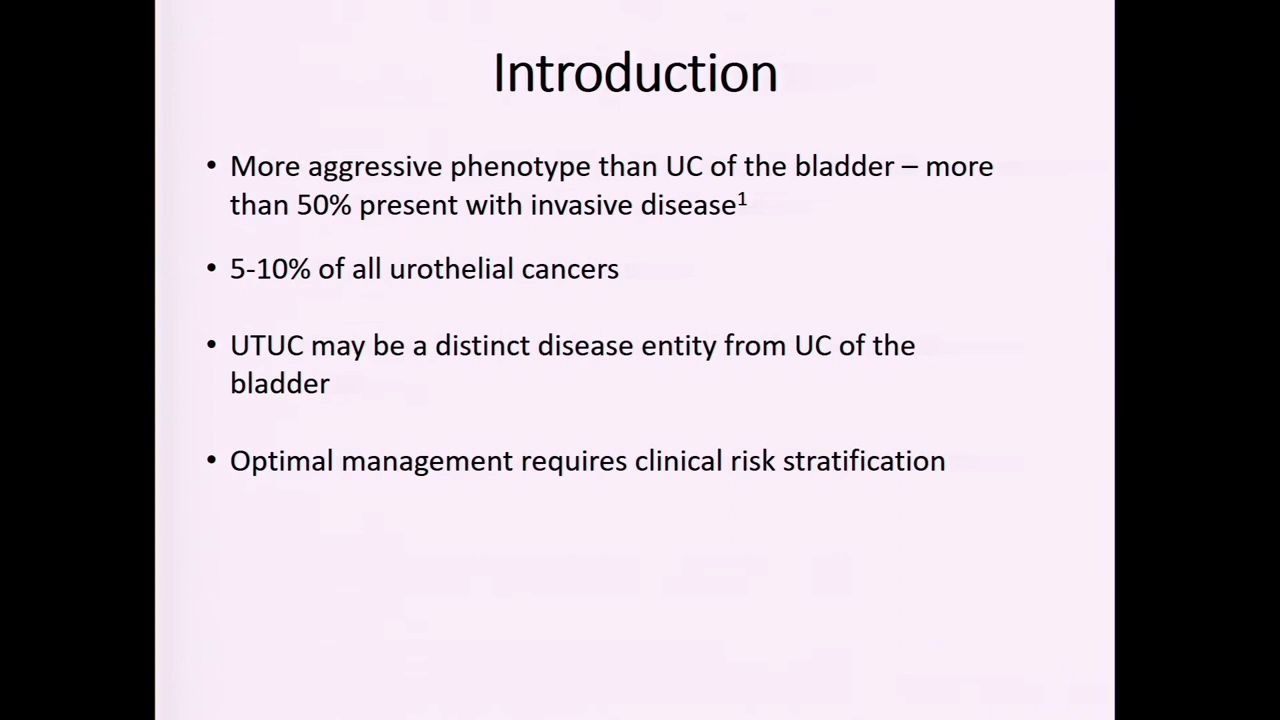 Introduction
• More aggressive phenotype than UC of the bladder – more
than 50% present with invasive disease¹
• 5-10% of all urothelial cancers
• UTUC may be a distinct disease entity from UC of the
bladder
• Optimal management requires clinical risk stratification